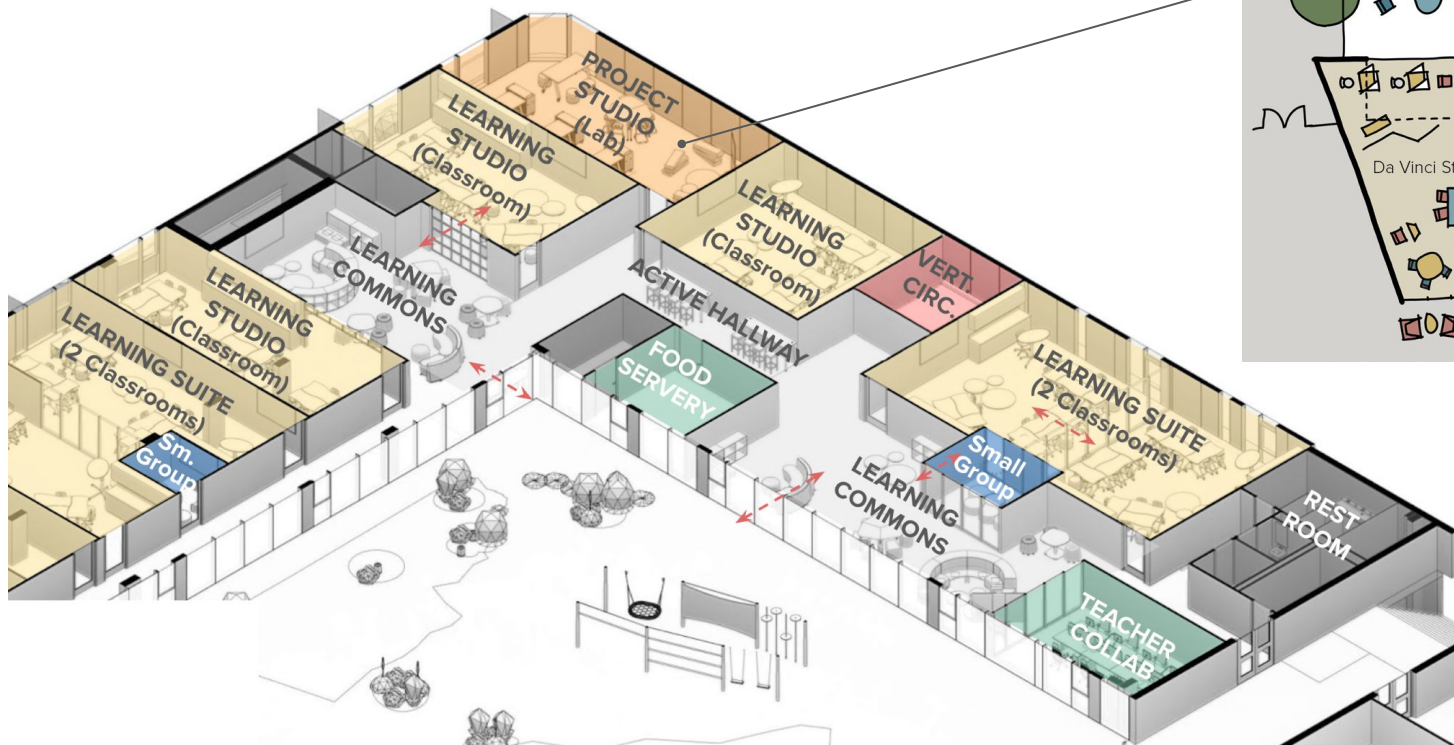 PROJECT
STUDIO
(Lab)
LEARNING
STUDIO
(Classroom)
LEARNING
STUDIO
(Classroom)
VERT.
CIRC.
LEARNING
COMMONS
ACTIVE HALLWAY
LEARNING
STUDIO
(Classroom)
LEARNING SUITE
(2 Classrooms)
Sm.
Group
FOOD
SERVERY
LEARNING SUITE
(2 Classrooms)
Small
Group
LEARNING
COMMONS
REST
ROOM
TEACHER
COLLAB
Da Vinci